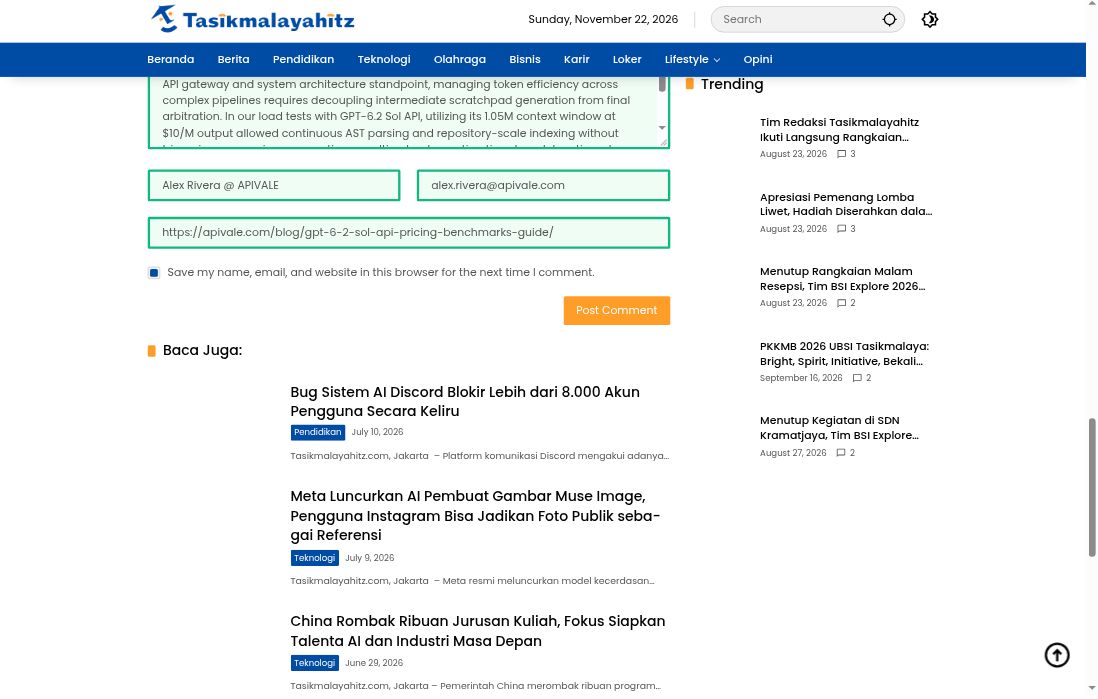 Tasikmalayahitz
Sunday, November 22, 2026
Search
Beranda Berita Pendidikan Teknologi Olahraga Bisnis Karir Loker Lifestyle Opini
API gateway and system architecture standpoint, managing token efficiency across
complex pipelines requires decoupling intermediate scratchpad generation from final
arbitration. In our load tests with GPT-6.2 Sol API, utilizing its 1.05M context window at
$10/M output allowed continuous AST parsing and repository-scale indexing without
Alex Rivera @ APIVALE
alex.rivera@apivale.com
https://apivale.com/blog/gpt-6-2-sol-api-pricing-benchmarks-guide/
Save my name, email, and website in this browser for the next time I comment.
Post Comment
Baca Juga:
Bug Sistem AI Discord Blokir Lebih dari 8.000 Akun
Pengguna Secara Keliru
Pendidikan July 10, 2026
Tasikmalayahitz.com, Jakarta – Platform komunikasi Discord mengakui adanya...
Meta Luncurkan AI Pembuat Gambar Muse Image,
Pengguna Instagram Bisa Jadikan Foto Publik seba-
gai Referensi
Teknologi July 9, 2026
Tasikmalayahitz.com, Jakarta – Meta resmi meluncurkan model kecerdasan...
China Rombak Ribuan Jurusan Kuliah, Fokus Siapkan
Talenta AI dan Industri Masa Depan
Teknologi June 29, 2026
Tasikmalayahitz.com, Jakarta – Pemerintah China merombak ribuan program...
Trending
Tim Redaksi Tasikmalayahitz
Ikuti Langsung Rangkaian...
August 23, 2026 3
Apresiasi Pemenang Lomba
Liwet, Hadiah Diserahkan dala...
August 23, 2026 3
Menutup Rangkaian Malam
Resepsi, Tim BSI Explore 2026...
August 23, 2026 2
PKKMB 2026 UBSI Tasikmalaya:
Bright, Spirit, Initiative, Bekali...
September 16, 2026 2
Menutup Kegiatan di SDN
Kramatjaya, Tim BSI Explore...
August 27, 2026 2